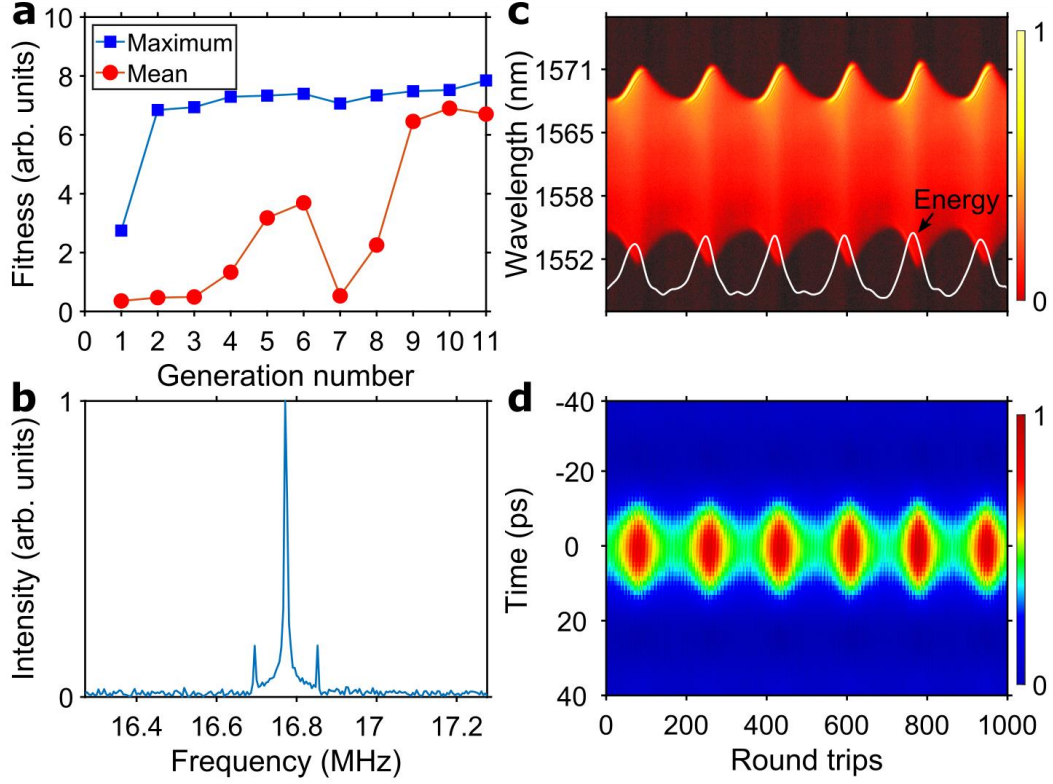 a
Fitness (arb. units)
10
8
6
4
2
0
Maximum
Mean
0 1 2 3 4 5 6 7 8 9 10 11
Generation number
b
Intensity (arb. units)
1
0
16.4 16.6 16.8 17 17.2
Frequency (MHz)
c
Wavelength (nm)
1571
1565
1558
1552
Energy
1
0
d
Time (ps)
-40
-20
0
20
40
0 200 400 600 800 1000
Round trips
1
0